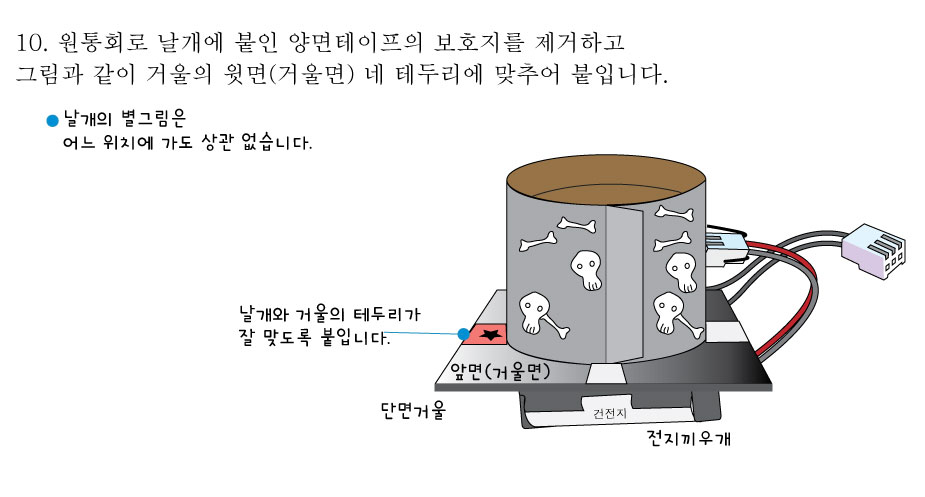 10. 원통회로 날개에 붙인 양면테이프의 보호지를 제거하고
그림과 같이 거울의 윗면(거울면) 네 테두리에 맞추어 붙입니다.
날개의 별그림은
어느 위치에 가도 상관 없습니다.
날개와 거울의 테두리가
잘 맞도록 붙입니다.
앞면(거울면)
단면거울
건전지
전지끼우개